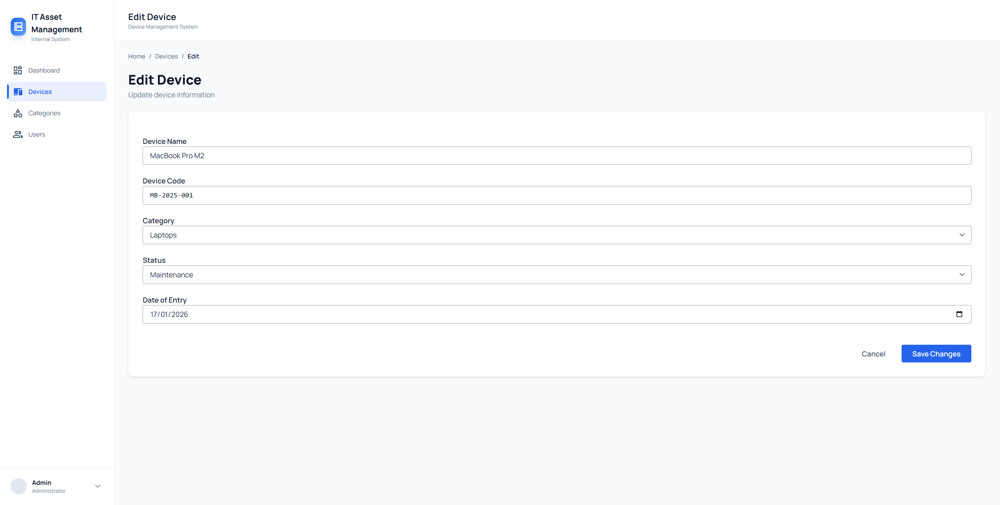 IT Asset
Management
Internal System
Dashboard
Devices
Categories
Users
Admin
Administrator
Edit Device
Device Management System
Home / Devices / Edit
Edit Device
Update device information
Device Name
MacBook Pro M2
Device Code
MB-2025-001
Category
Laptops
Status
Maintenance
Date of Entry
17/01/2026
Cancel
Save Changes